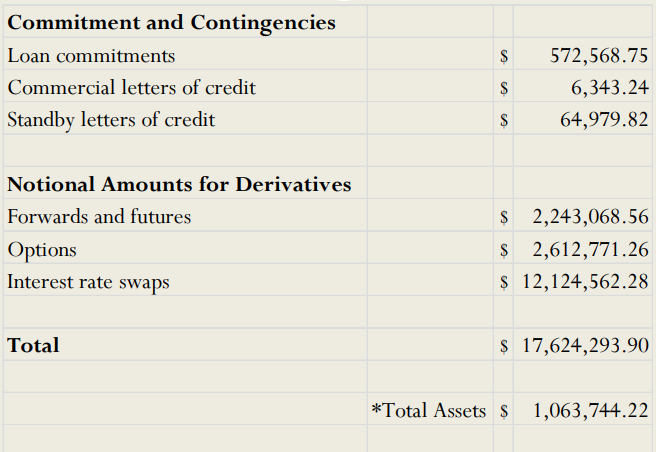 Commitment and Contingencies
Loan commitments $ 572,568.75
Commercial letters of credit $ 6,343.24
Standby letters of credit $ 64,979.82
Notional Amounts for Derivatives
Forwards and futures $ 2,243,068.56
Options $ 2,612,771.26
Interest rate swaps $ 12,124,562.28
Total $ 17,624,293.90
*Total Assets $ 1,063,744.22